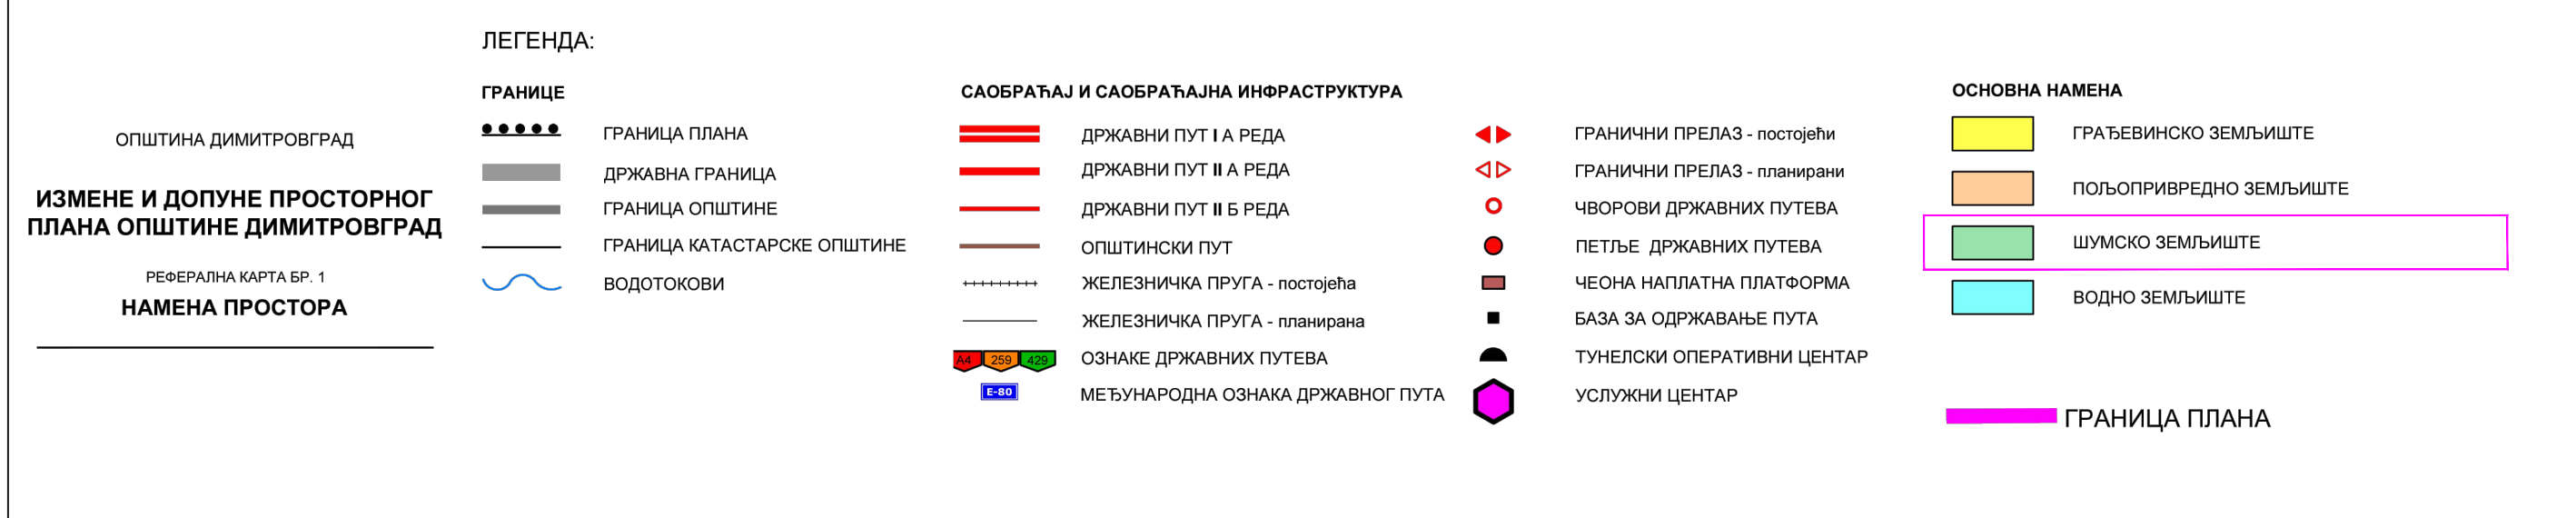 ОПШТИНА ДИМИТРОВГРАД
ИЗМЕНЕ И ДОПУНЕ ПРОСТОРНОГ
ПЛАНА ОПШТИНЕ ДИМИТРОВГРАД
РЕФЕРАЛНА КАРТА БР. 1
НАМЕНА ПРОСТОРА
ЛЕГЕНДА:
ГРАНИЦЕ
ГРАНИЦА ПЛАНА
ДРЖАВНА ГРАНИЦА
ГРАНИЦА ОПШТИНЕ
ГРАНИЦА КАТАСТАРСКЕ ОПШТИНЕ
ВОДОТОКОВИ
САОБРАЋАЈ И САОБРАЋАЈНА ИНФРАСТРУКТУРА
ДРЖАВНИ ПУТ I А РЕДА
ДРЖАВНИ ПУТ II А РЕДА
ДРЖАВНИ ПУТ II Б РЕДА
ОПШТИНСКИ ПУТ
ЖЕЛЕЗНИЧКА ПРУГА - постојећа
ЖЕЛЕЗНИЧКА ПРУГА - планирана
A4 259 429 ОЗНАКЕ ДРЖАВНИХ ПУТЕВА
E-80 МЕЂУНАРОДНА ОЗНАКА ДРЖАВНОГ ПУТА
ГРАНИЧНИ ПРЕЛАЗ - постојећи
ГРАНИЧНИ ПРЕЛАЗ - планирани
ЧВОРОВИ ДРЖАВНИХ ПУТЕВА
ПЕТЉЕ ДРЖАВНИХ ПУТЕВА
ЧЕОНА НАПЛАТНА ПЛАТФОРМА
БАЗА ЗА ОДРЖАВАЊЕ ПУТА
ТУНЕЛСКИ ОПЕРАТИВНИ ЦЕНТАР
УСЛУЖНИ ЦЕНТАР
ОСНОВНА НАМЕНА
ГРАЂЕВИНСКО ЗЕМЉИШТЕ
ПОЉОПРИВРЕДНО ЗЕМЉИШТЕ
ШУМСКО ЗЕМЉИШТЕ
ВОДНО ЗЕМЉИШТЕ
ГРАНИЦА ПЛАНА